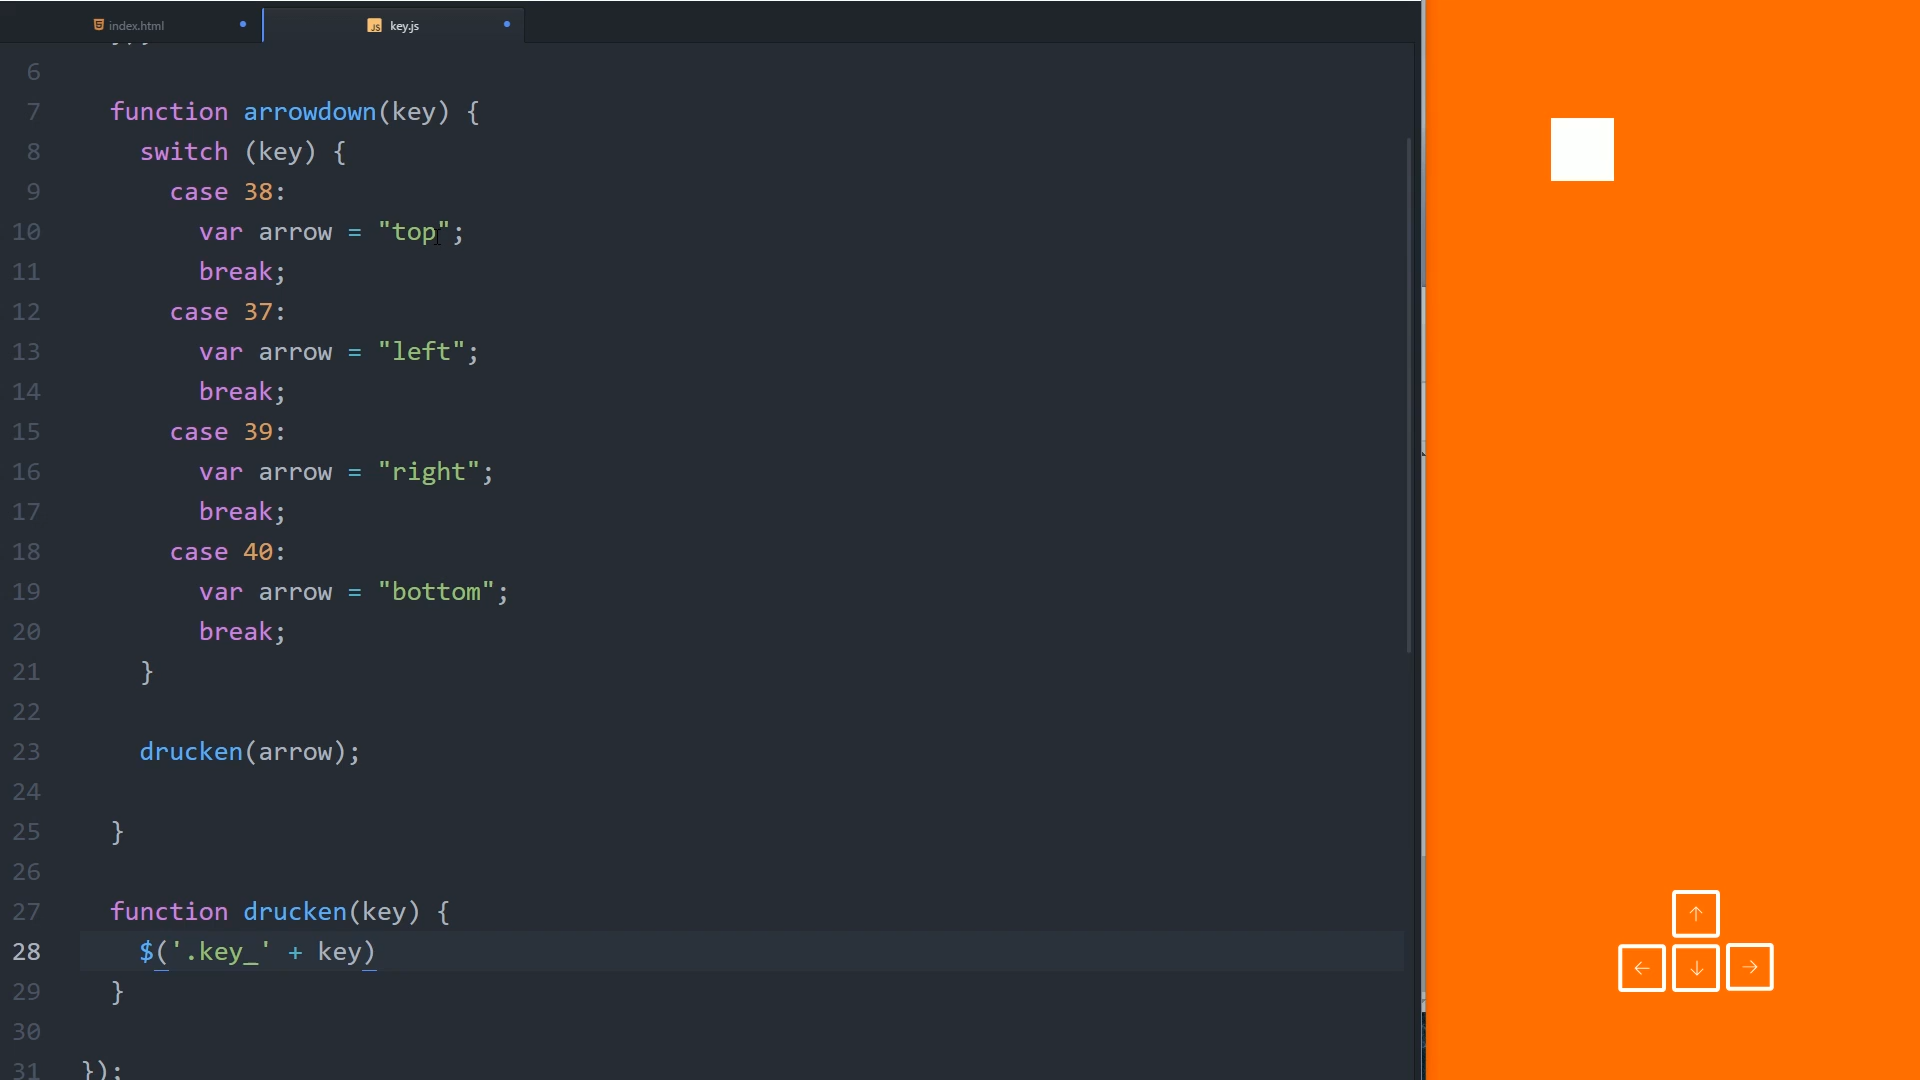 index.html
key.js
6
7 function arrowdown(key) {
8 switch (key) {
9 case 38:
10 var arrow = "top";
11 break;
12 case 37:
13 var arrow = "left";
14 break;
15 case 39:
16 var arrow = "right";
17 break;
18 case 40:
19 var arrow = "bottom";
20 break;
21 }
22
23 drucken(arrow);
24
25 }
26
27 function drucken(key) {
28 $('.key_' + key)
29 }
30
31 });
↑
← ↓ →